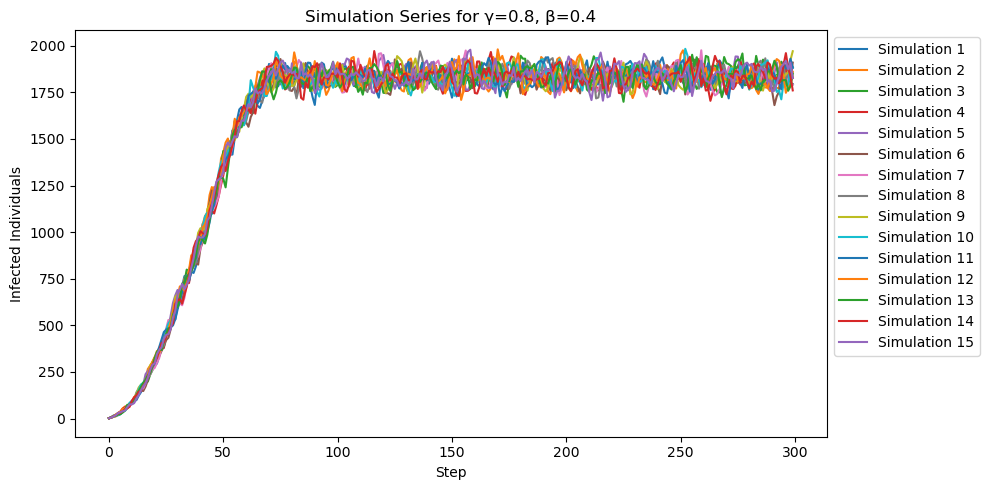 Simulation Series for γ=0.8, β=0.4
Infected Individuals
2000
1750
1500
1250
1000
750
500
250
0
0 50 100 150 200 250 300
Step
Simulation 1
Simulation 2
Simulation 3
Simulation 4
Simulation 5
Simulation 6
Simulation 7
Simulation 8
Simulation 9
Simulation 10
Simulation 11
Simulation 12
Simulation 13
Simulation 14
Simulation 15